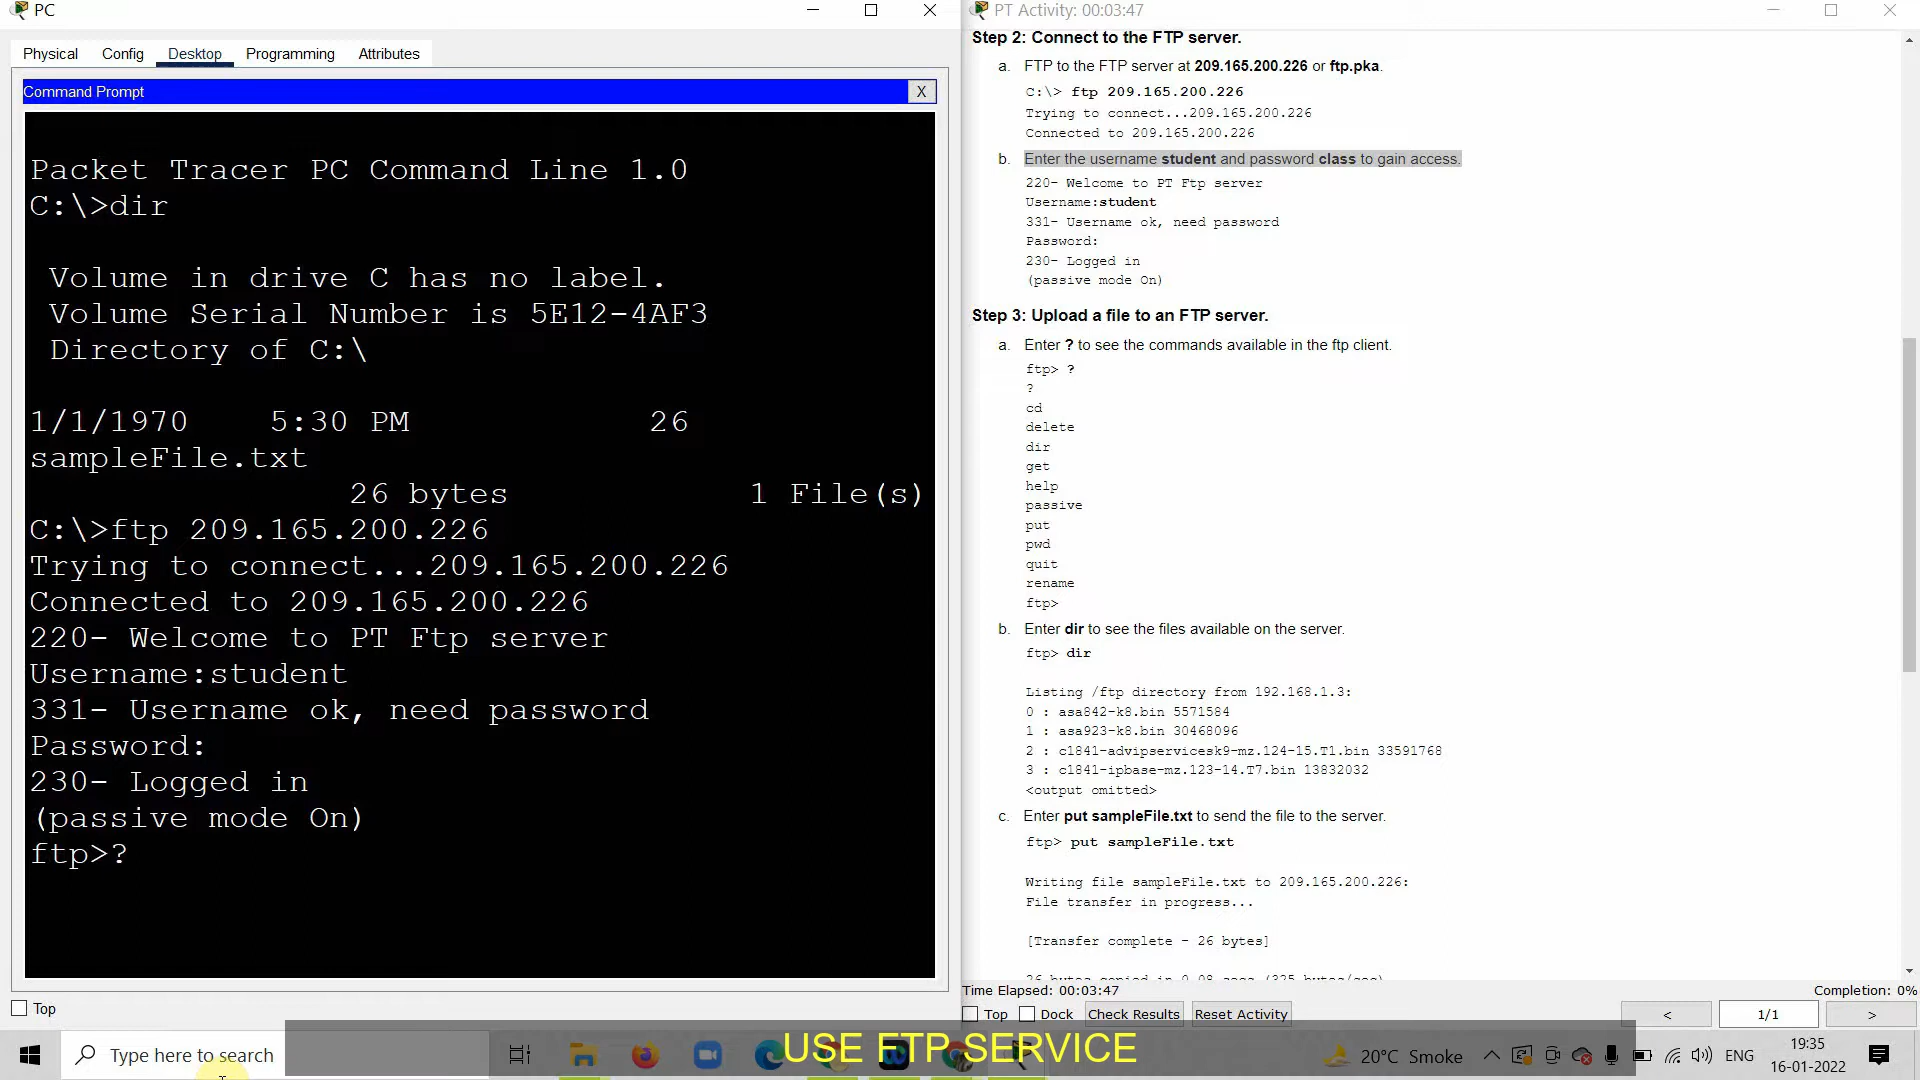 PC
Physical
Config
Desktop
Programming
Attributes
Command Prompt
X
Packet Tracer PC Command Line 1.0
C:\>dir
Volume in drive C has no label.
Volume Serial Number is 5E12-4AF3
Directory of C:\
1/1/1970 5:30 PM 26
sampleFile.txt
26 bytes 1 File(s)
C:\>ftp 209.165.200.226
Trying to connect...209.165.200.226
Connected to 209.165.200.226
220- Welcome to PT Ftp server
Username:student
331- Username ok, need password
Password:
230- Logged in
(passive mode On)
ftp>?
Top
PT Activity: 00:03:47
Step 2: Connect to the FTP server.
a. FTP to the FTP server at 209.165.200.226 or ftp.pka.
C:\> ftp 209.165.200.226
Trying to connect...209.165.200.226
Connected to 209.165.200.226
b. Enter the username student and password class to gain access.
220- Welcome to PT Ftp server
Username:student
331- Username ok, need password
Password:
230- Logged in
(passive mode On)
Step 3: Upload a file to an FTP server.
a. Enter ? to see the commands available in the ftp client.
ftp> ?
?
cd
delete
dir
get
help
passive
put
pwd
quit
rename
ftp>
b. Enter dir to see the files available on the server.
ftp> dir
Listing /ftp directory from 192.168.1.3:
0 : asa842-k8.bin 5571584
1 : asa923-k8.bin 30468096
2 : c1841-advipservicesk9-mz.124-15.T1.bin 33591768
3 : c1841-ipbase-mz.123-14.T7.bin 13832032
<output omitted>
c. Enter put sampleFile.txt to send the file to the server.
ftp> put sampleFile.txt
Writing file sampleFile.txt to 209.165.200.226:
File transfer in progress...
[Transfer complete - 26 bytes]
26 bytes copied in 0.08 secs (325 bytes/sec)
Time Elapsed: 00:03:47
Completion: 0%
Top
Dock
Check Results
Reset Activity
<
1/1
>
Type here to search
USE FTP SERVICE
20°C Smoke
ENG
19:35
16-01-2022